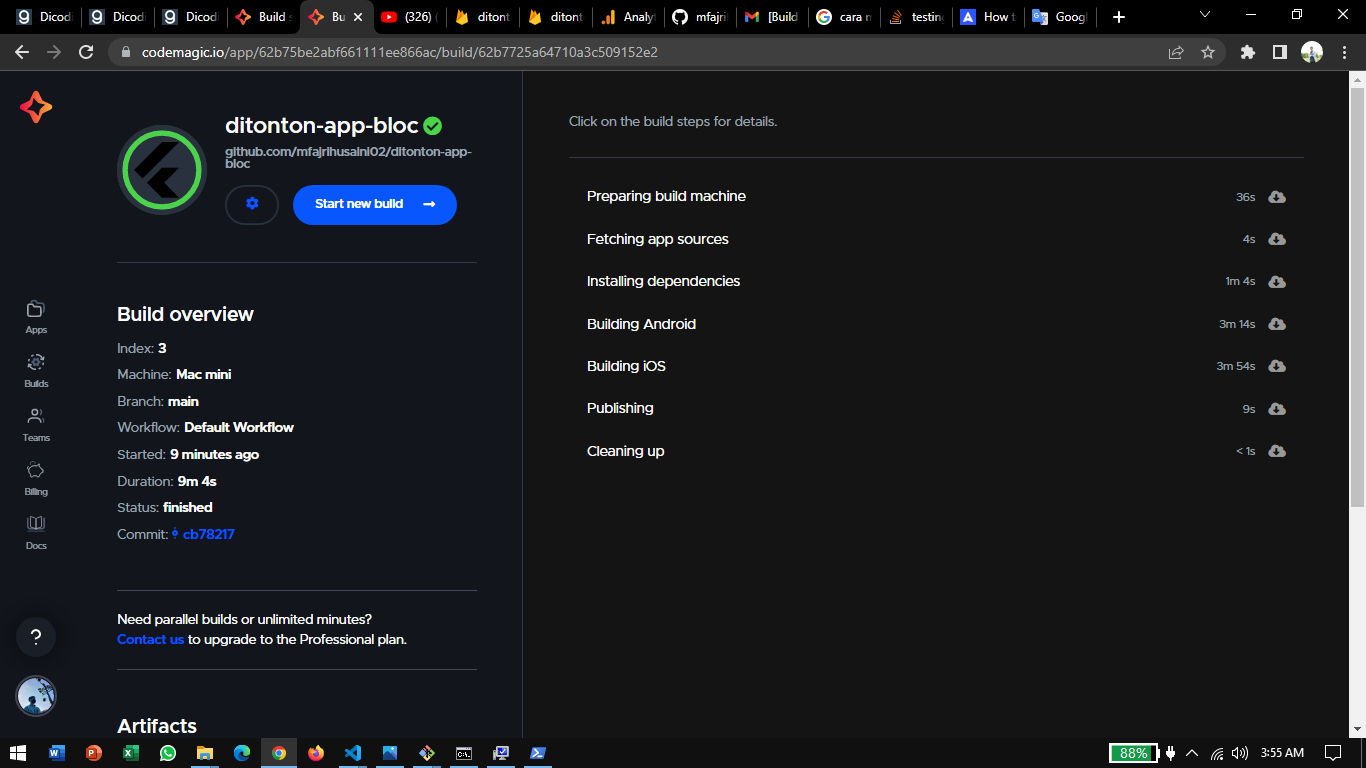 Dicodi
Dicodi
Dicodi
Build s
Bu
(326) (
ditont
ditont
Analyt
mfajri
[Build
cara m
testing
How t
Googl
codemagic.io/app/62b75be2abf661111ee866ac/build/62b7725a64710a3c509152e2
ditonton-app-bloc
github.com/mfajrihusaini02/ditonton-app-
bloc
Start new build
Click on the build steps for details.
Preparing build machine 36s
Fetching app sources 4s
Installing dependencies 1m 4s
Building Android 3m 14s
Building iOS 3m 54s
Publishing 9s
Cleaning up < 1s
Apps
Builds
Teams
Billing
Docs
?
Build overview
Index: 3
Machine: Mac mini
Branch: main
Workflow: Default Workflow
Started: 9 minutes ago
Duration: 9m 4s
Status: finished
Commit: cb78217
Need parallel builds or unlimited minutes?
Contact us to upgrade to the Professional plan.
Artifacts
88%
3:55 AM